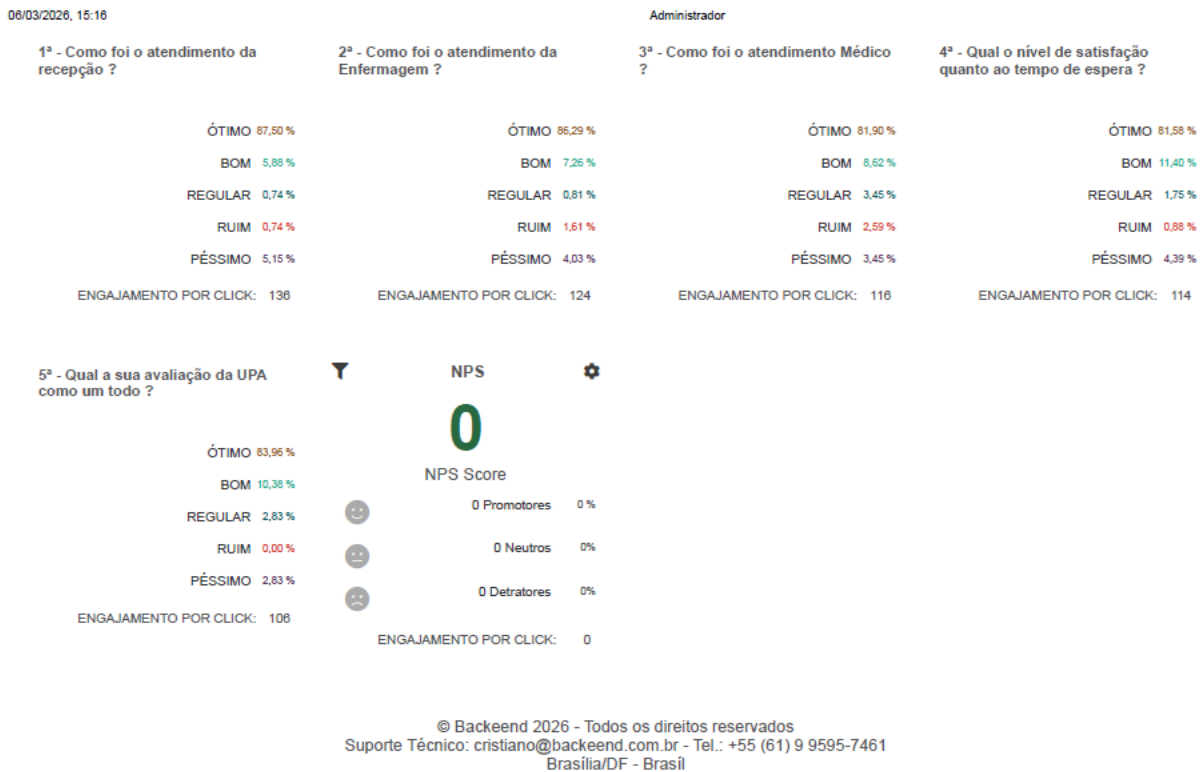 06/03/2026, 15:16
Administrador
1ª - Como foi o atendimento da
recepção ?
ÓTIMO 87,50 %
BOM 5,88 %
REGULAR 0,74 %
RUIM 0,74 %
PÉSSIMO 5,15 %
ENGAJAMENTO POR CLICK: 136
2ª - Como foi o atendimento da
Enfermagem ?
ÓTIMO 86,29 %
BOM 7,26 %
REGULAR 0,81 %
RUIM 1,61 %
PÉSSIMO 4,03 %
ENGAJAMENTO POR CLICK: 124
3ª - Como foi o atendimento Médico
?
ÓTIMO 81,90 %
BOM 8,62 %
REGULAR 3,45 %
RUIM 2,59 %
PÉSSIMO 3,45 %
ENGAJAMENTO POR CLICK: 116
4ª - Qual o nível de satisfação
quanto ao tempo de espera ?
ÓTIMO 81,58 %
BOM 11,40 %
REGULAR 1,75 %
RUIM 0,88 %
PÉSSIMO 4,39 %
ENGAJAMENTO POR CLICK: 114
5ª - Qual a sua avaliação da UPA
como um todo ?
ÓTIMO 83,96 %
BOM 10,38 %
REGULAR 2,83 %
RUIM 0,00 %
PÉSSIMO 2,83 %
ENGAJAMENTO POR CLICK: 106
NPS
0
NPS Score
0 Promotores 0 %
0 Neutros 0%
0 Detratores 0%
ENGAJAMENTO POR CLICK: 0
© Backeend 2026 - Todos os direitos reservados
Suporte Técnico: cristiano@backeend.com.br - Tel.: +55 (61) 9 9595-7461
Brasília/DF - Brasíl